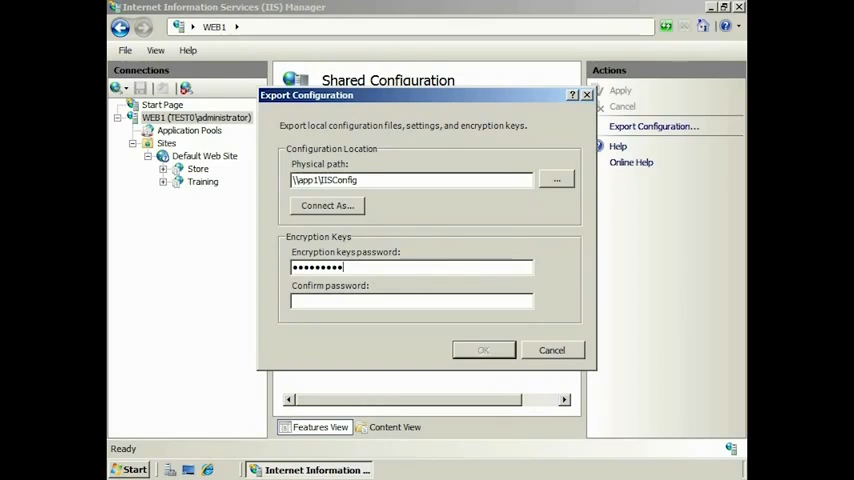 Internet Information Services (IIS) Manager
WEB1
File View Help
Connections
Start Page
WEB1 (TEST0\administrator)
Application Pools
Sites
Default Web Site
Store
Training
Shared Configuration
Export Configuration
Export local configuration files, settings, and encryption keys.
Configuration Location
Physical path:
\\app1\IISConfig
...
Connect As...
Encryption Keys
Encryption keys password:
●●●●●●●●●
Confirm password:
OK Cancel
Features View Content View
Actions
Apply
Cancel
Export Configuration...
Help
Online Help
Ready
Start Internet Information ...